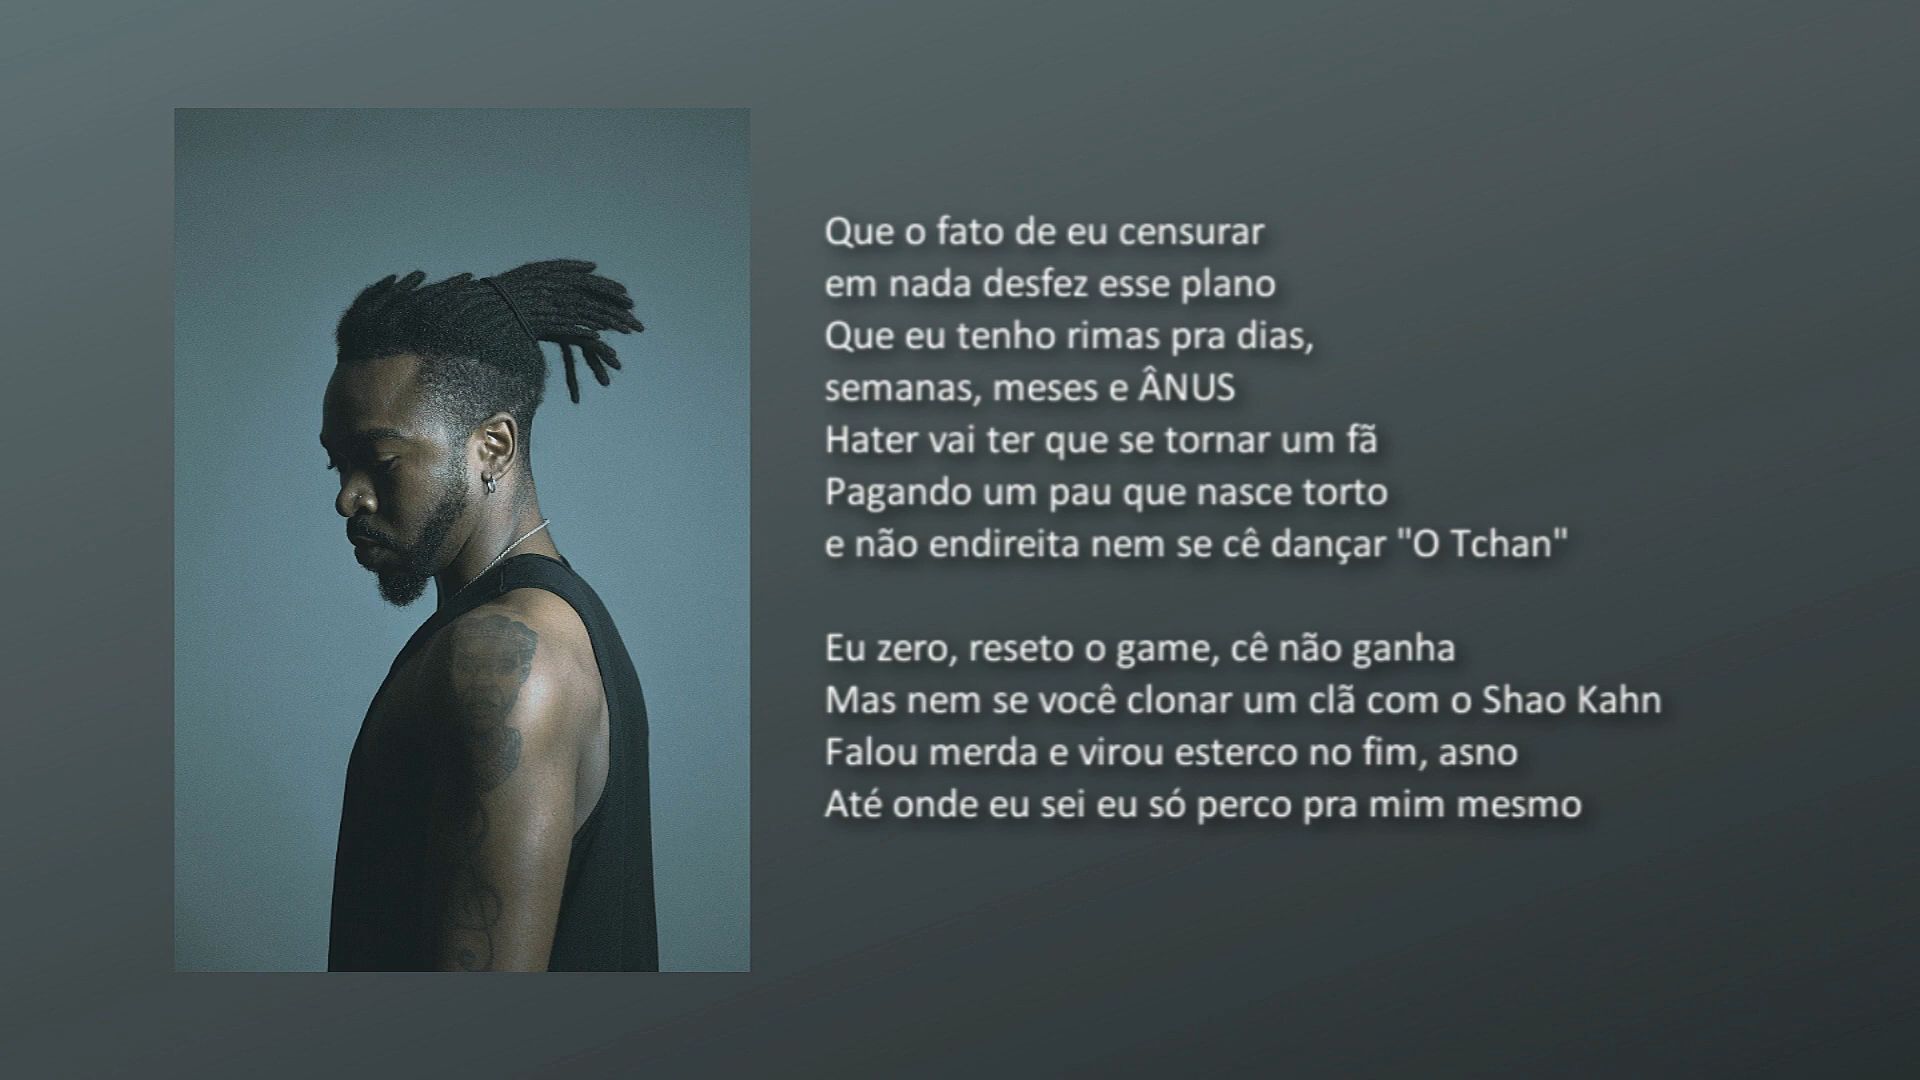 Que o fato de eu censurar
em nada desfez esse plano
Que eu tenho rimas pra dias,
semanas, meses e ÂNUS
Hater vai ter que se tornar um fã
Pagando um pau que nasce torto
e não endireita nem se cê dançar "O Tchan"
Eu zero, reseto o game, cê não ganha
Mas nem se você clonar um clã com o Shao Kahn
Falou merda e virou esterco no fim, asno
Até onde eu sei eu só perco pra mim mesmo